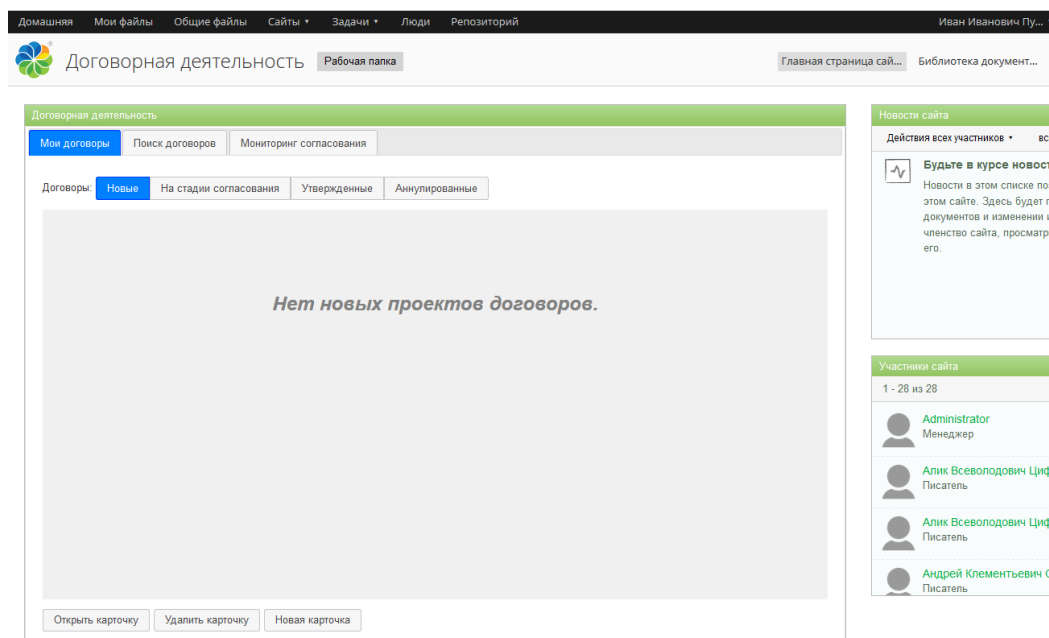 Домашняя Мои файлы Общие файлы Сайты Задачи Люди Репозиторий Иван Иванович Пу...
Договорная деятельность Рабочая папка Главная страница сай... Библиотека документ...
Договорная деятельность
Мои договоры Поиск договоров Мониторинг согласования
Договоры: Новые На стадии согласования Утвержденные Аннулированные
Нет новых проектов договоров.
Открыть карточку Удалить карточку Новая карточка
Новости сайта
Действия всех участников вс
Будьте в курсе новост
Новости в этом списке по
этом сайте. Здесь будет
документов и изменении
членство сайта, просматр
его.
Участники сайта
1 - 28 из 28
Administrator
Менеджер
Алик Всеволодович Циф
Писатель
Алик Всеволодович Циф
Писатель
Андрей Клементьевич
Писатель